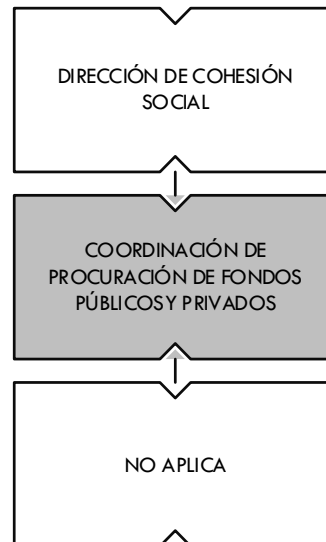 DIRECCIÓN DE COHESIÓN
SOCIAL
COORDINACIÓN DE
PROCURACIÓN DE FONDOS
PÚBLICOS Y PRIVADOS
NO APLICA